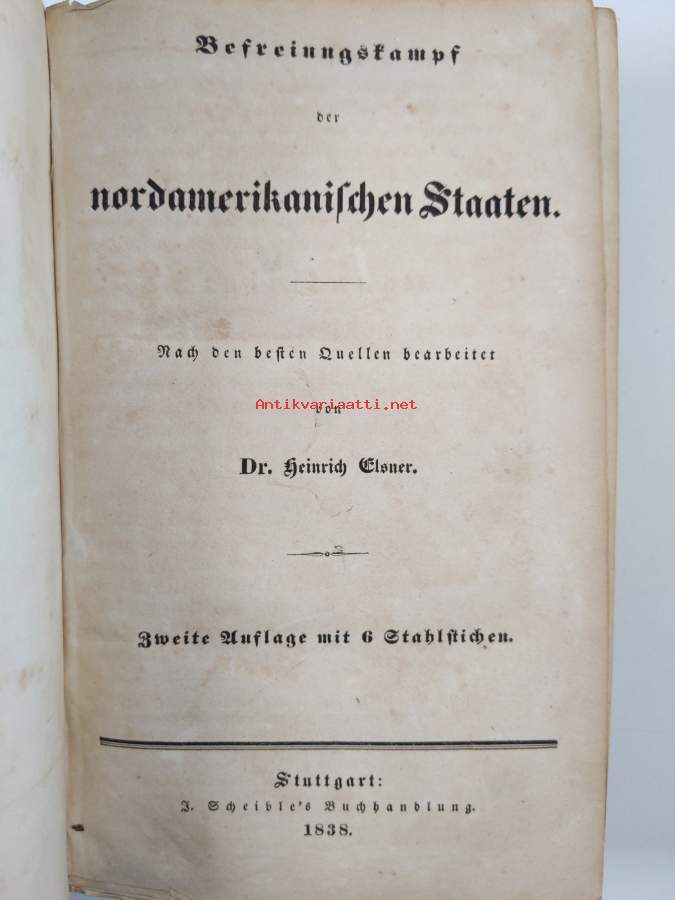 Befreiungskampf
der
nordamerikaniſchen Staaten.
Nach den beſten Quellen bearbeitet
Antikvariaatti.net
von
Dr. Heinrich Elsner.
Zweite Auflage mit 6 Stahlſtichen.
Stuttgart:
J. Scheible's Buchhandlung.
1838.